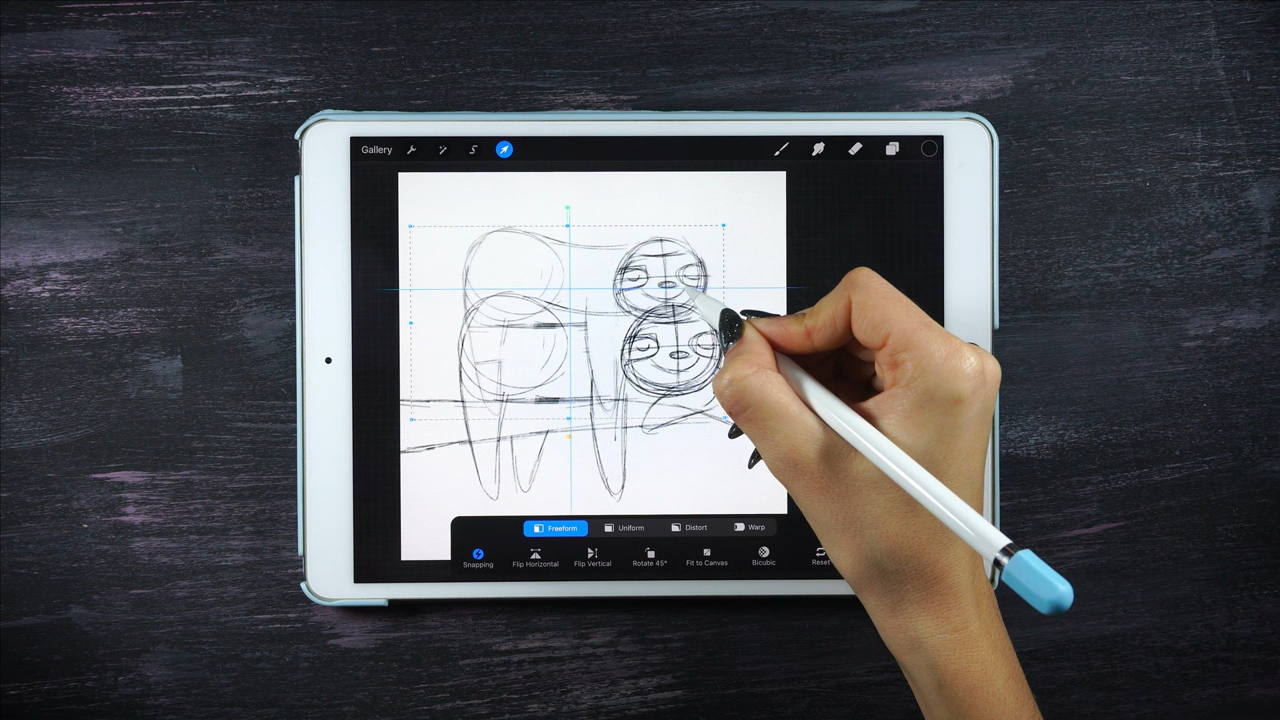 Gallery
Freeform Uniform Distort Warp
Snapping Flip Horizontal Flip Vertical Rotate 45° Fit to Canvas Bicubic Reset